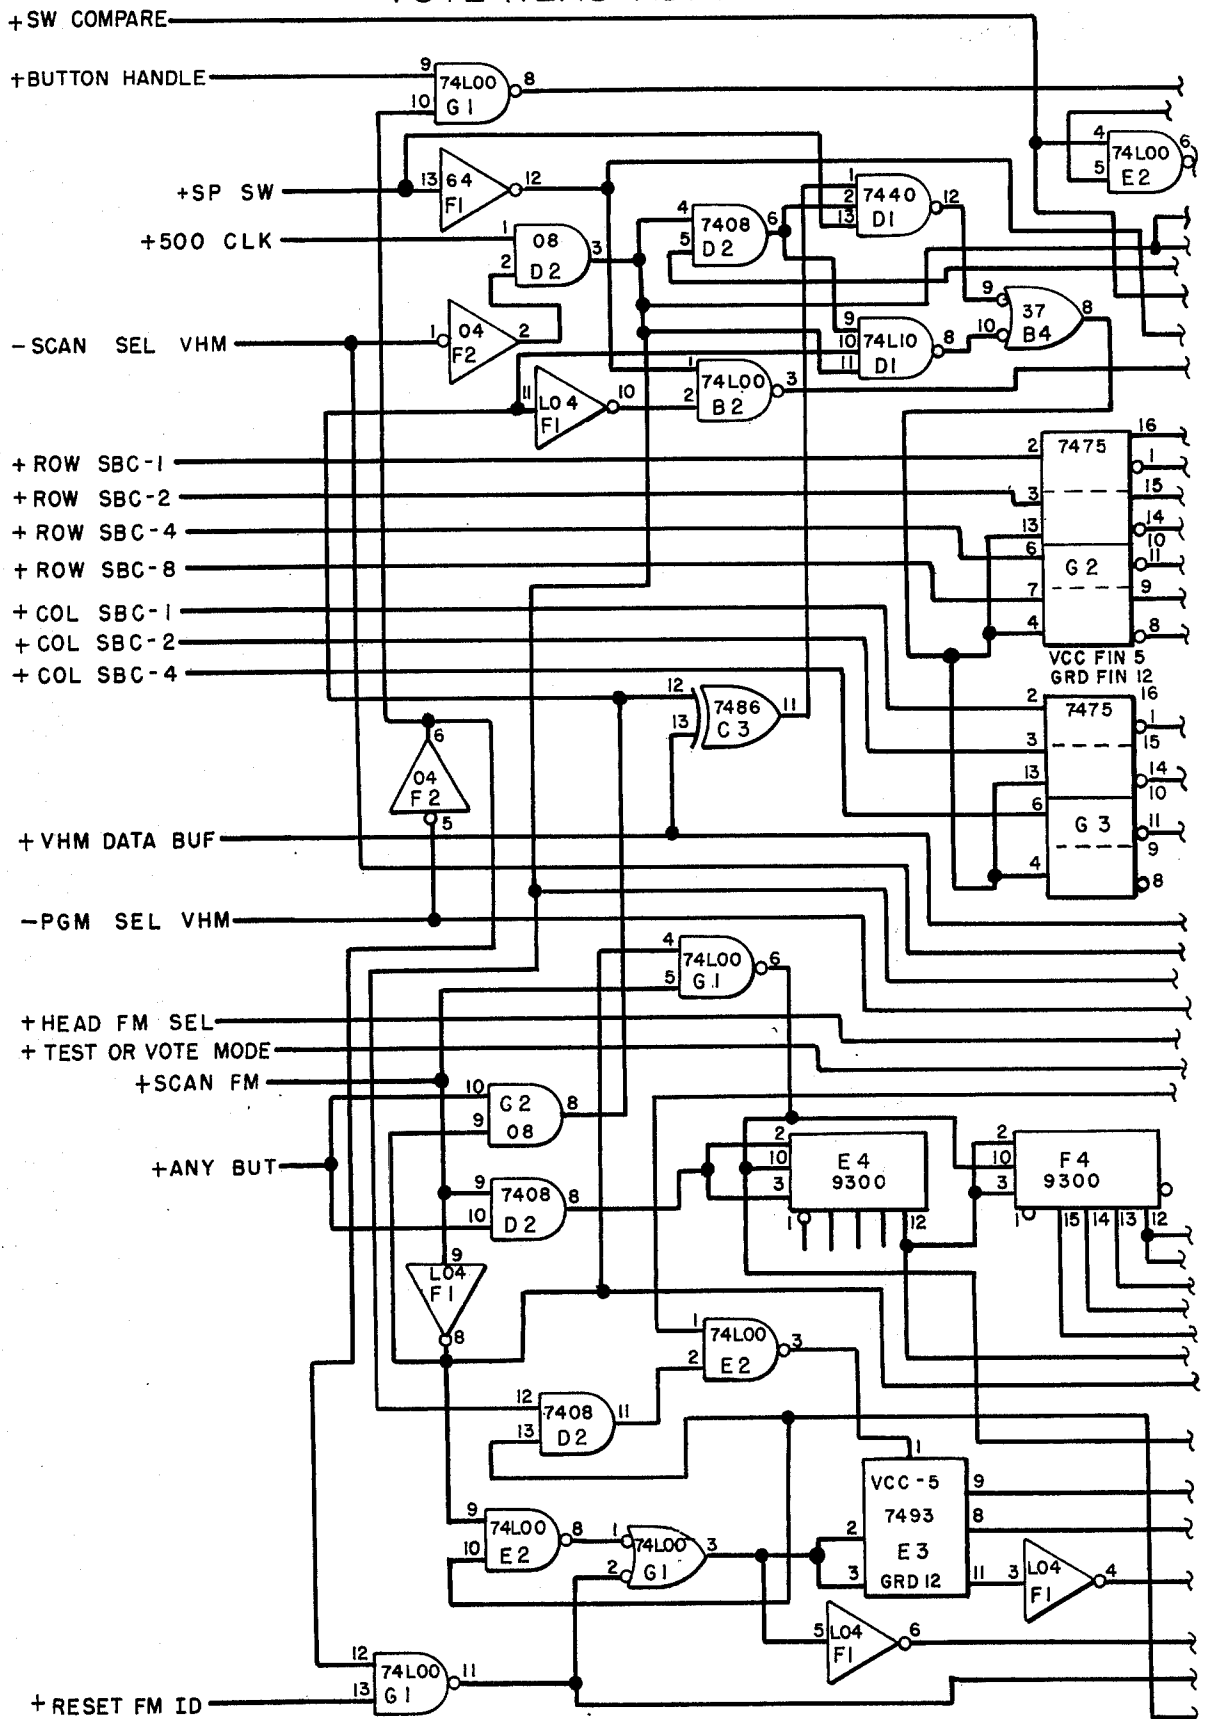 +SW COMPARE
+BUTTON HANDLE
9
10
74L00
G1
8
4
5
74L00
E2
6
+SP SW
13
64
F1
12
+500 CLK
1
2
08
D2
3
4
5
7408
D2
6
1
2
13
7440
D1
12
-SCAN SEL VHM
1
04
F2
2
9
10
11
74L10
D1
8
9
10
37
B4
8
11
L04
F1
10
1
2
74L00
B2
3
+ROW SBC-1
+ROW SBC-2
+ROW SBC-4
+ROW SBC-8
+COL SBC-1
+COL SBC-2
+COL SBC-4
2
3
13
6
7
4
7475
G2
16
1
15
14
10
11
9
8
VCC FIN 5
GRD FIN 12
2
3
13
6
4
7475
G3
16
1
15
14
10
11
9
8
12
13
7486
C3
11
6
04
F2
5
+VHM DATA BUF
-PGM SEL VHM
4
5
74L00
G1
6
+HEAD FM SEL
+TEST OR VOTE MODE
+SCAN FM
10
9
G2
08
8
+ANY BUT
9
10
7408
D2
8
2
10
3
E4
9300
1
12
2
10
3
F4
9300
1
15
14
13
12
9
L04
F1
8
1
2
74L00
E2
3
12
13
7408
D2
11
1
VCC-5
7493
E3
GRD12
2
3
9
8
11
9
10
74L00
E2
8
1
2
74L00
G1
3
3
L04
F1
4
5
L04
F1
6
12
13
74L00
G1
11
+RESET FM ID